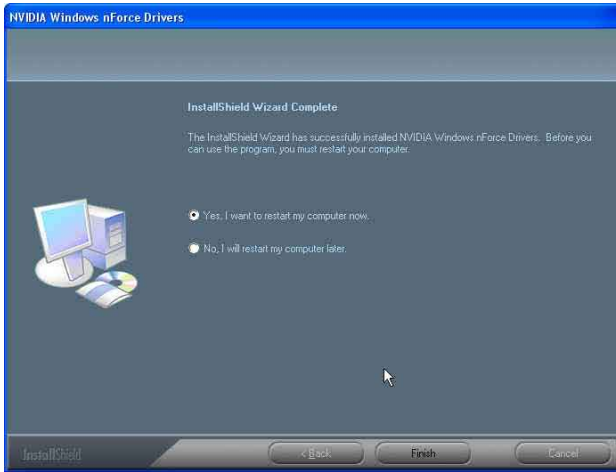 NVIDIA Windows nForce Drivers
InstallShield Wizard Complete
The InstallShield Wizard has successfully installed NVIDIA Windows nForce Drivers. Before you
can use the program, you must restart your computer.
Yes, I want to restart my computer now.
No, I will restart my computer later.
InstallShield
< Back
Finish
Cancel